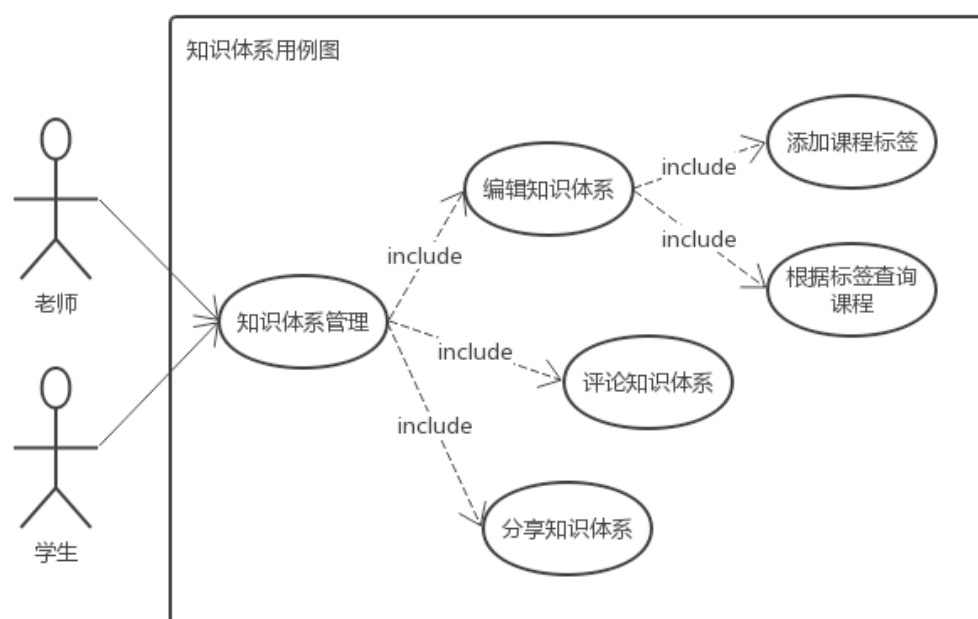 知识体系用例图
添加课程标签
include
编辑知识体系
include
include
根据标签查询
课程
老师
知识体系管理
include
评论知识体系
include
分享知识体系
学生